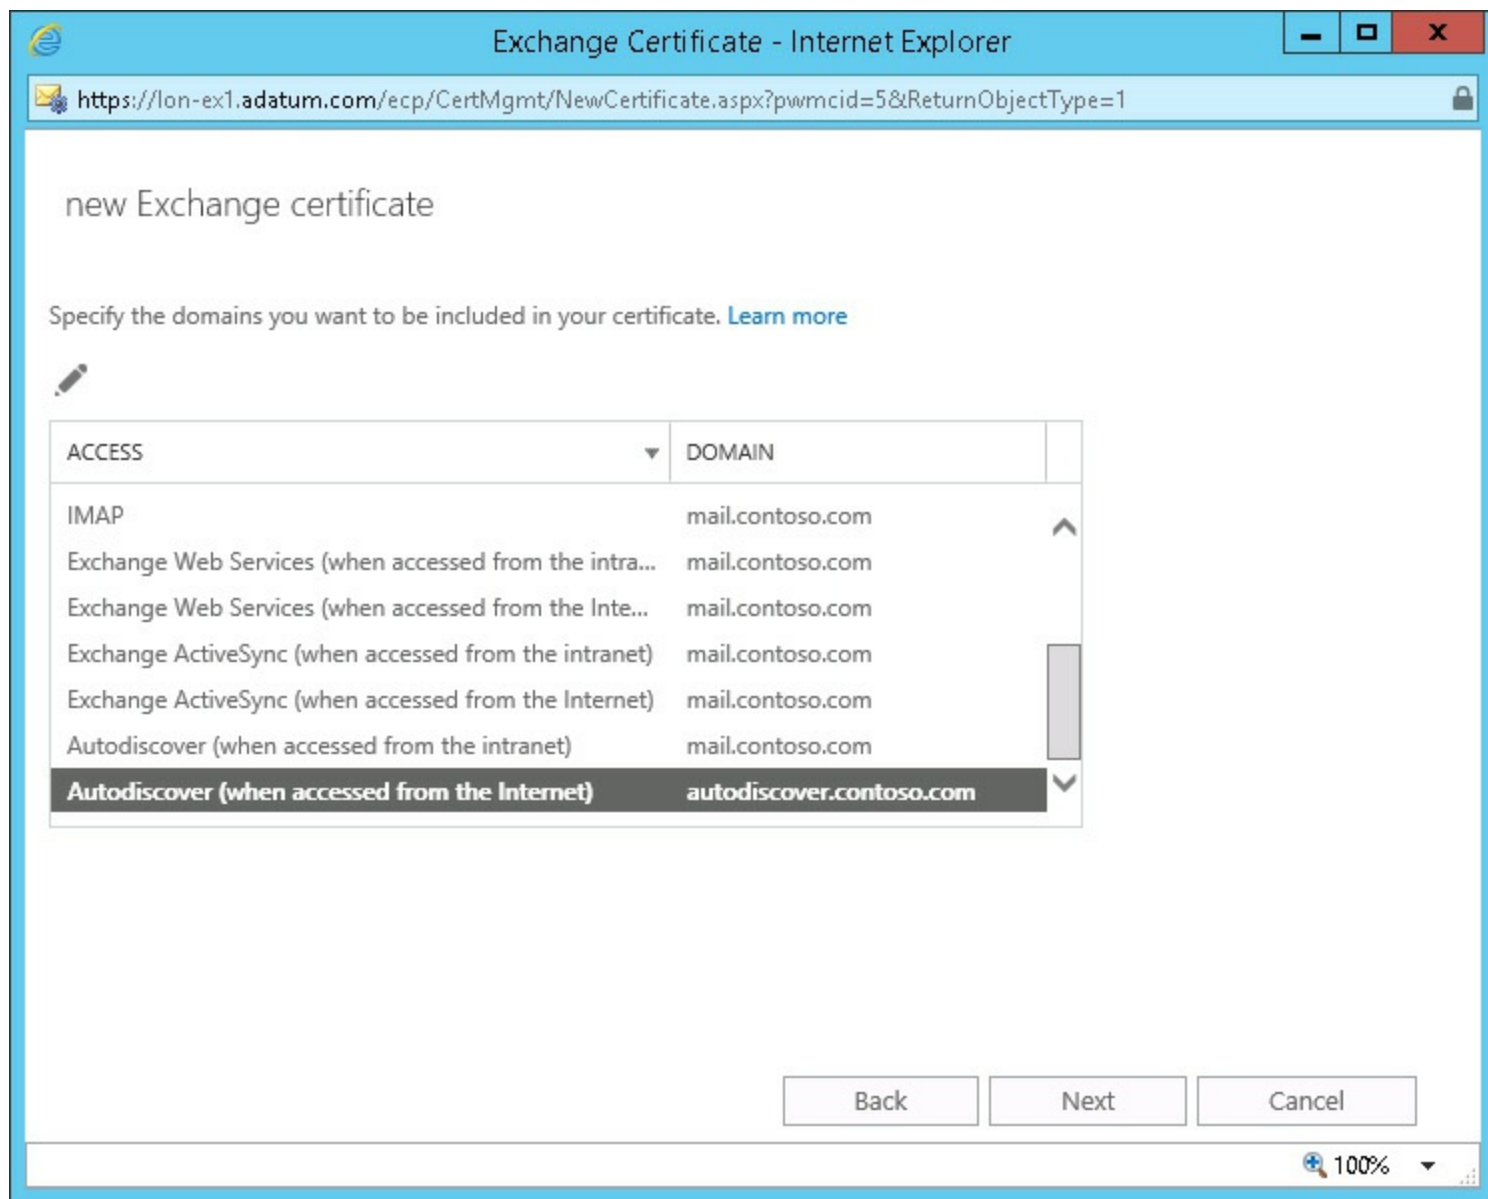 Exchange Certificate - Internet Explorer
https://lon-ex1.adatum.com/ecp/CertMgmt/NewCertificate.aspx?pwmcid=5&ReturnObjectType=1
new Exchange certificate
Specify the domains you want to be included in your certificate. Learn more
ACCESS DOMAIN
IMAP mail.contoso.com
Exchange Web Services (when accessed from the intra... mail.contoso.com
Exchange Web Services (when accessed from the Inte... mail.contoso.com
Exchange ActiveSync (when accessed from the intranet) mail.contoso.com
Exchange ActiveSync (when accessed from the Internet) mail.contoso.com
Autodiscover (when accessed from the intranet) mail.contoso.com
Autodiscover (when accessed from the Internet) autodiscover.contoso.com
Back Next Cancel
100%